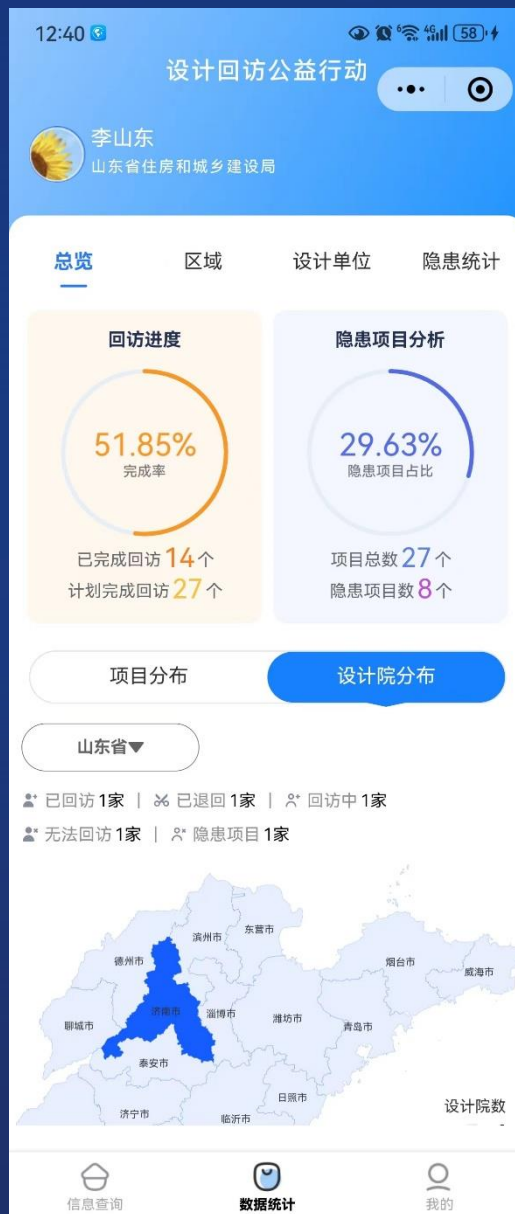 12:40
6 4G 58
设计回访公益行动
李山东
山东省住房和城乡建设局
总览 区域 设计单位 隐患统计
回访进度 隐患项目分析
51.85% 29.63%
完成率 隐患项目占比
已完成回访14个 项目总数27个
计划完成回访27个 隐患项目数8个
项目分布 设计院分布
山东省▼
已回访1家 | 已退回1家 | 回访中1家
无法回访1家 | 隐患项目1家
东营市
滨州市
德州市 烟台市
威海市
济南市 淄博市 潍坊市
聊城市 青岛市
泰安市
日照市
济宁市 临沂市 设计院数
信息查询 数据统计 我的